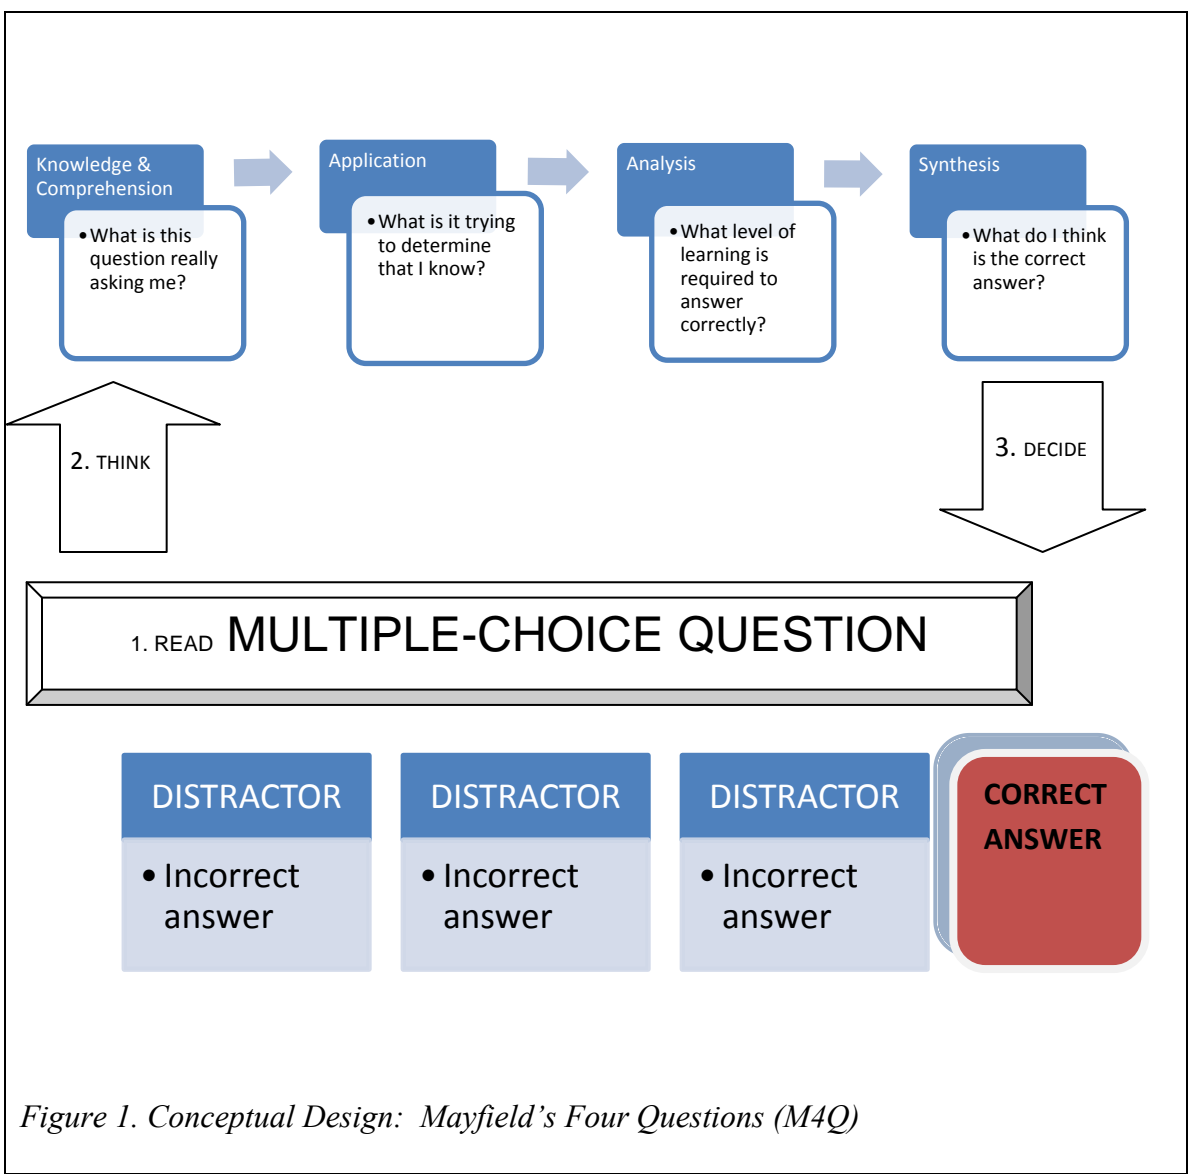 Knowledge &
Comprehension
•What is this
question really
asking me?
Application
•What is it trying
to determine
that I know?
Analysis
•What level of
learning is
required to
answer
correctly?
Synthesis
•What do I think
is the correct
answer?
2. THINK
3. DECIDE
1. READ MULTIPLE-CHOICE QUESTION
DISTRACTOR
• Incorrect
answer
DISTRACTOR
• Incorrect
answer
DISTRACTOR
• Incorrect
answer
CORRECT
ANSWER
Figure 1. Conceptual Design:  Mayfield’s Four Questions (M4Q)